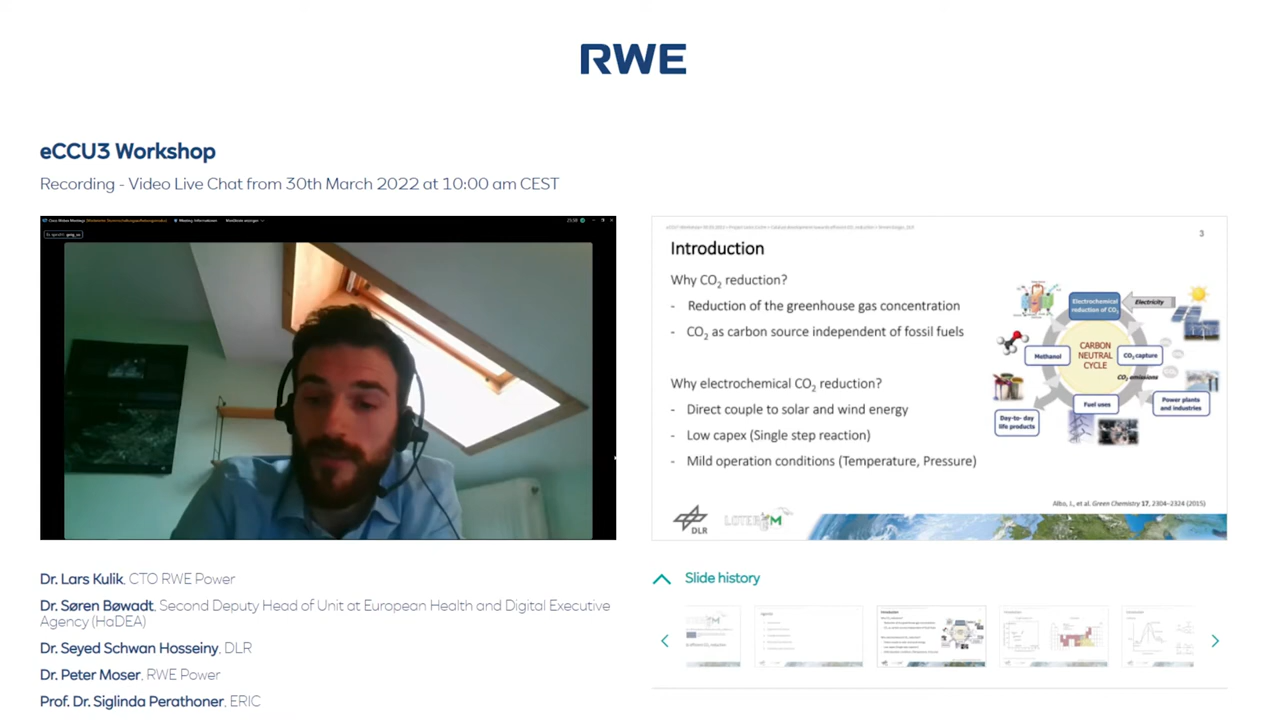 RWE
eCCU3 Workshop
Recording - Video Live Chat from 30th March 2022 at 10:00 am CEST
3
Introduction
Why CO₂ reduction?
- Reduction of the greenhouse gas concentration
- CO₂ as carbon source independent of fossil fuels
Why electrochemical CO₂ reduction?
- Direct couple to solar and wind energy
- Low capex (Single step reaction)
- Mild operation conditions (Temperature, Pressure)
Electrochemical
reduction of CO₂
Electricity
CARBON
NEUTRAL
CYCLE
Methanol
CO₂ capture
CO₂ emissions
Fuel uses
Power plants
and industries
Day-to- day
life products
Albo, J., et al. Green Chemistry 17, 2304–2324 (2015)
DLR
Dr. Lars Kulik, CTO RWE Power
Dr. Søren Bøwadt, Second Deputy Head of Unit at European Health and Digital Executive
Agency (HaDEA)
Dr. Seyed Schwan Hosseiny, DLR
Dr. Peter Moser, RWE Power
Prof. Dr. Siglinda Perathoner, ERIC
Slide history
Agenda
Introduction